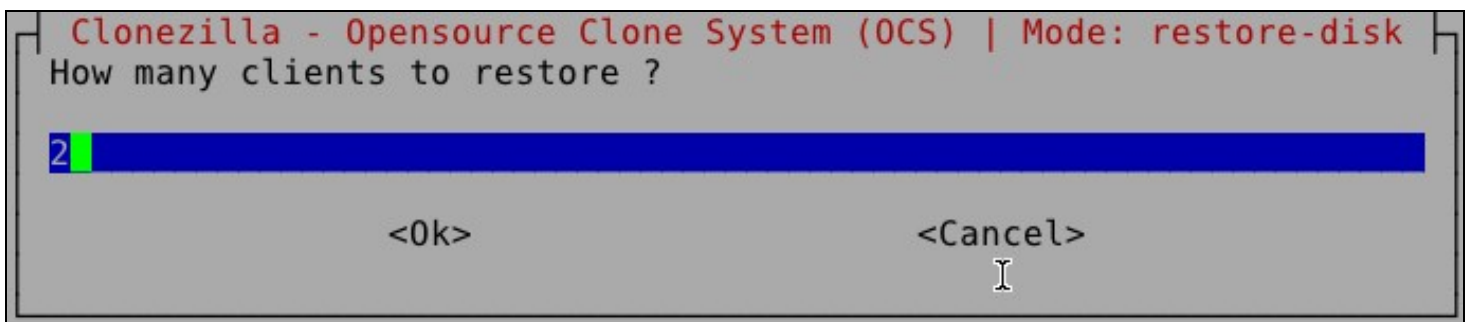 Clonezilla - Opensource Clone System (OCS) | Mode: restore-disk
How many clients to restore ?
2
<Ok> <Cancel>